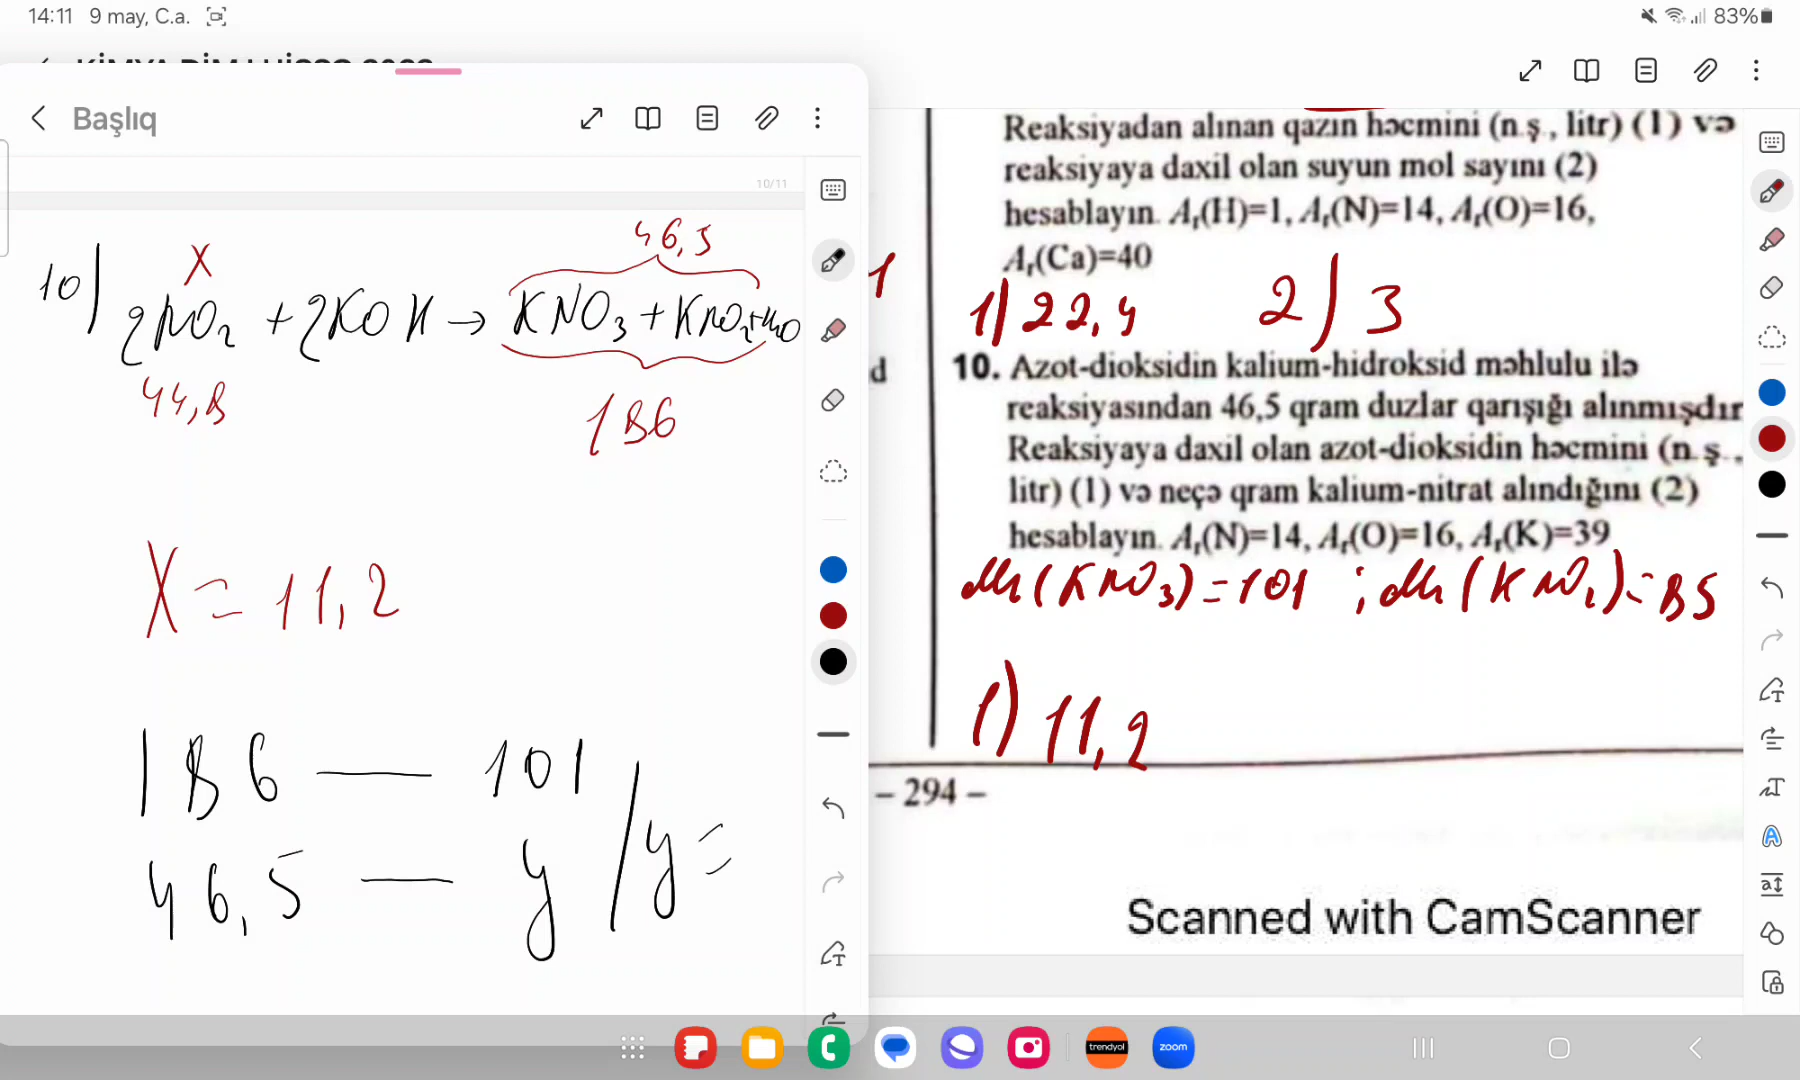 14:11 9 may, C.a. 83%
Başlıq
10/11
10) X 46,5
2NO2 + 2KOH → KNO3 + KNO2 + H2O
44,8 186
X = 11,2
186 — 101
46,5 — y / y =
Reaksiyadan alınan qazın həcmini (n.ş., litr) (1) və
reaksiyaya daxil olan suyun mol sayını (2)
hesablayın. Ar(H)=1, Ar(N)=14, Ar(O)=16,
Ar(Ca)=40
1) 22,4 2) 3
d
10. Azot-dioksidin kalium-hidroksid məhlulu ilə
reaksiyasından 46,5 qram duzlar qarışığı alınmışdır
Reaksiyaya daxil olan azot-dioksidin həcmini (n.ş.,
litr) (1) və neçə qram kalium-nitrat alındığını (2)
hesablayın. Ar(N)=14, Ar(O)=16, Ar(K)=39
Mr(KNO3)=101 ; Mr(KNO2)=85
1) 11,2
– 294 –
Scanned with CamScanner
trendyol
zoom